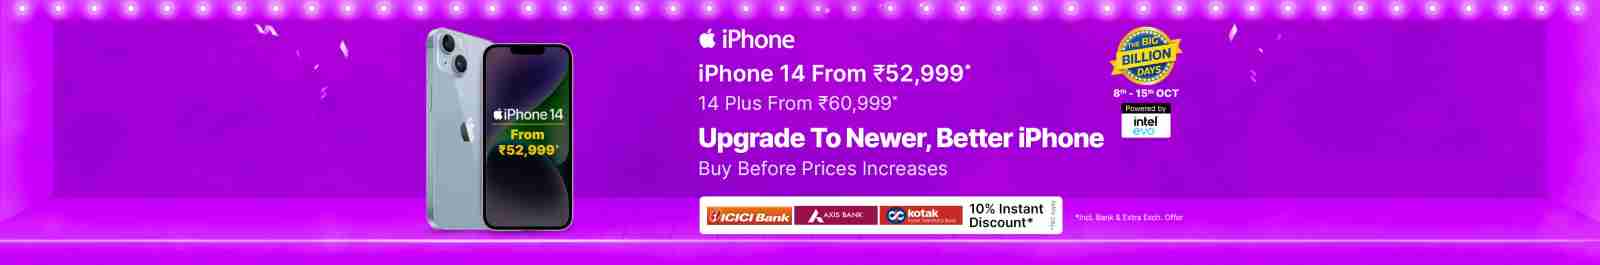 iPhone 14
From
₹52,999*
iPhone
iPhone 14 From ₹52,999*
14 Plus From ₹60,999*
Upgrade To Newer, Better iPhone
Buy Before Prices Increases
ICICI Bank
AXIS BANK
kotak
10% Instant
Discount*
*Incl. Bank & Extra Exch. Offer
THE BIG
BILLION
DAYS
8th - 15th OCT
Powered by
intel
evo